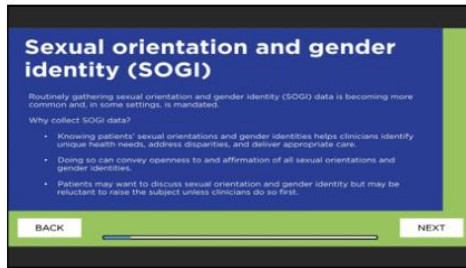 Sexual orientation and gender
identity (SOGI)
Routinely gathering sexual orientation and gender identity (SOGI) data is becoming more
common and, in some settings, is mandated.
Why collect SOGI data?
• Knowing patients' sexual orientations and gender identities helps clinicians identify
unique health needs, address disparities, and deliver appropriate care.
• Doing so can convey openness to and affirmation of all sexual orientations and
gender identities.
• Patients may want to discuss sexual orientation and gender identity but may be
reluctant to raise the subject unless clinicians do so first.
BACK
NEXT